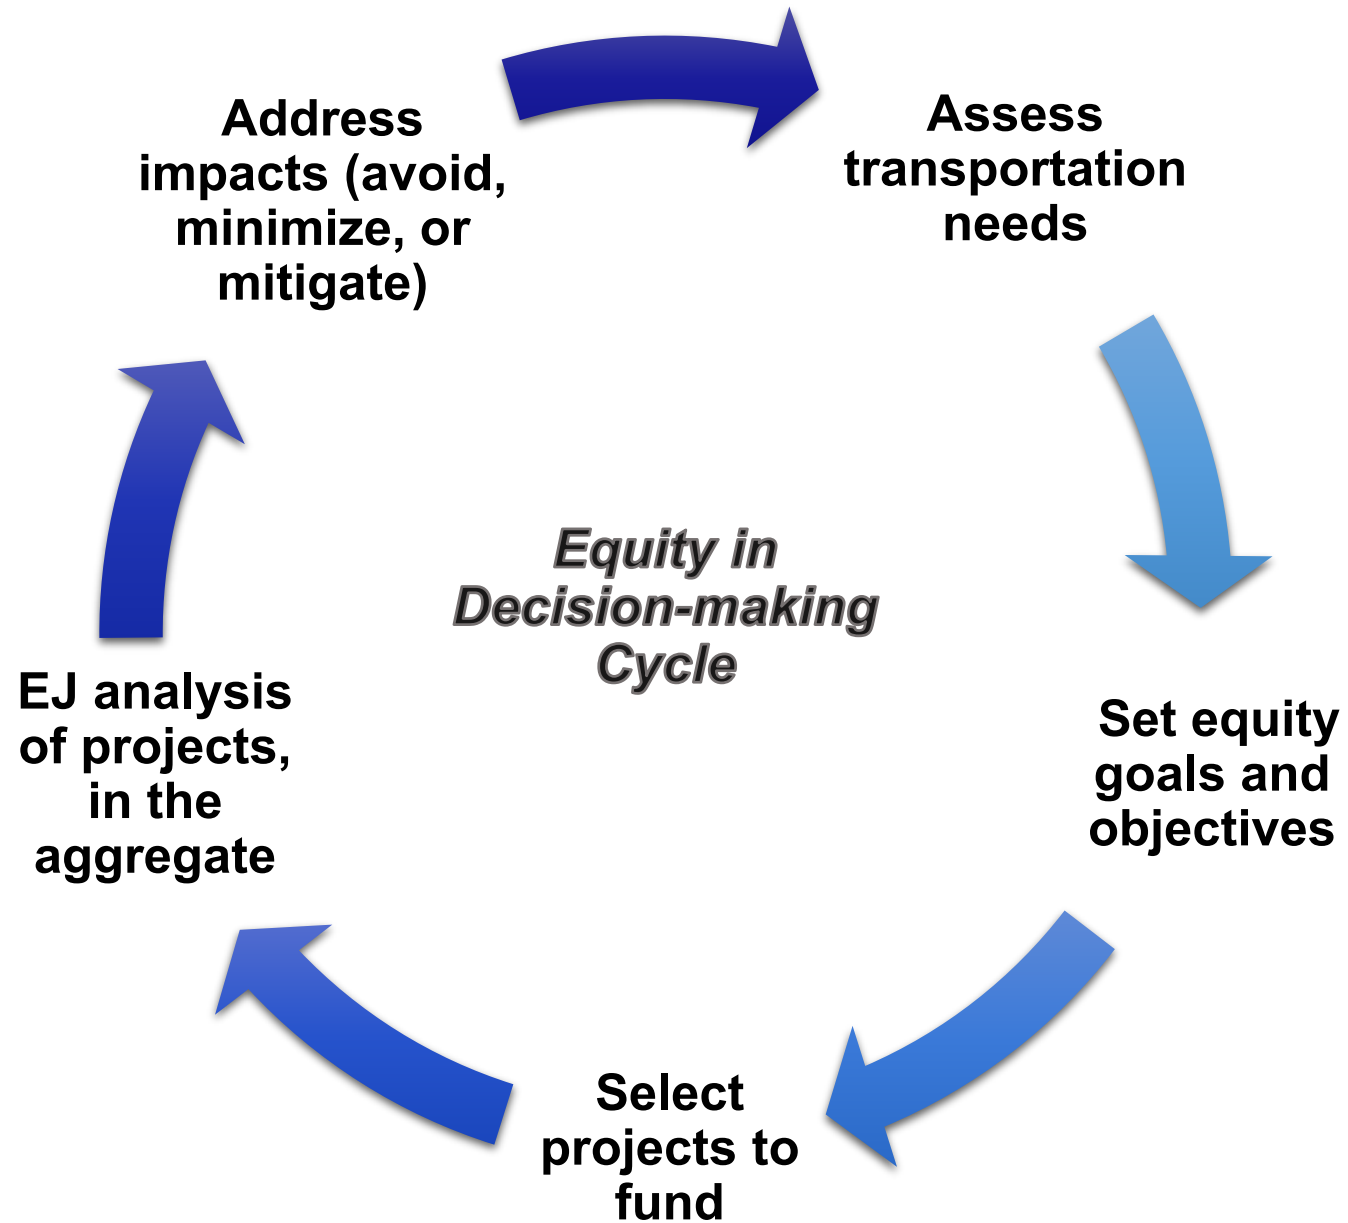 Address
impacts (avoid,
minimize, or
mitigate)
Assess
transportation
needs
Equity in
Decision-making
Cycle
EJ analysis
of projects,
in the
aggregate
Set equity
goals and
objectives
Select
projects to
fund